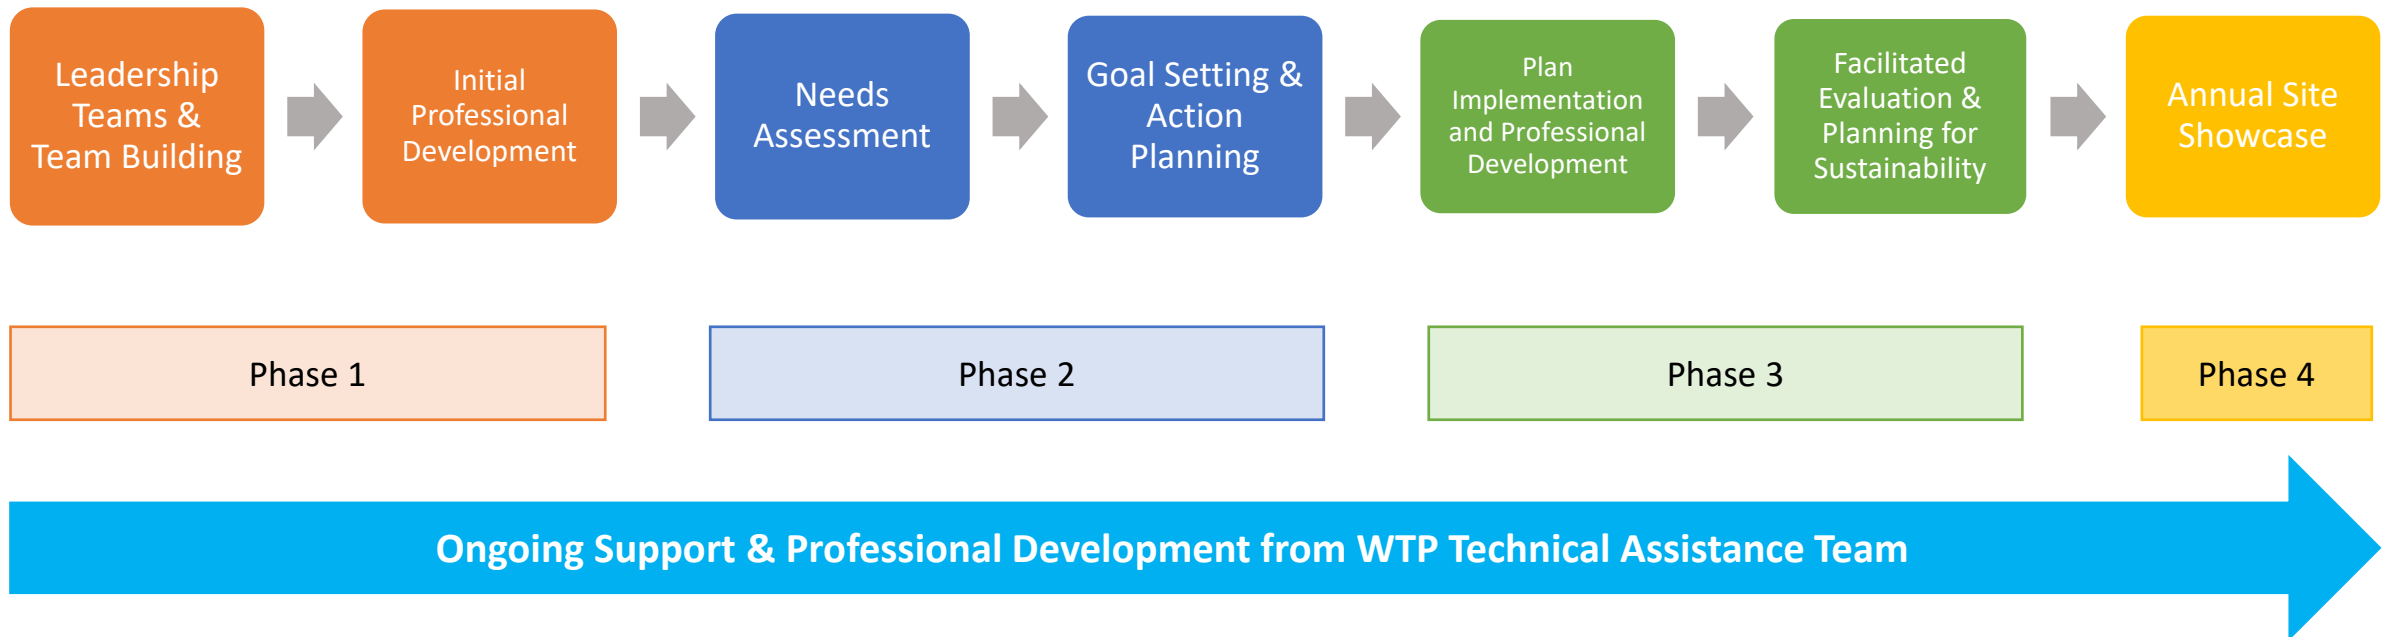 Leadership
Teams &
Team Building
Initial
Professional
Development
Needs
Assessment
Goal Setting &
Action
Planning
Plan
Implementation
and Professional
Development
Facilitated
Evaluation &
Planning for
Sustainability
Annual Site
Showcase
Phase 1
Phase 2
Phase 3
Phase 4
Ongoing Support & Professional Development from WTP Technical Assistance Team